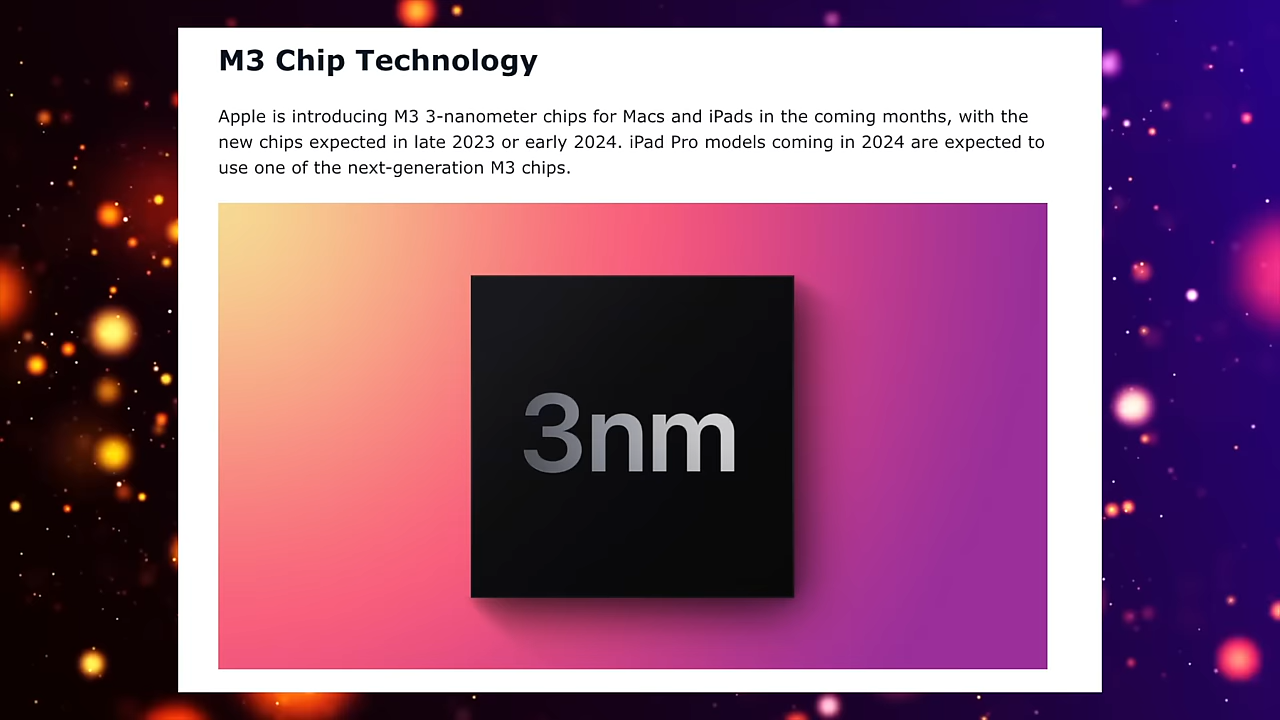 M3 Chip Technology
Apple is introducing M3 3-nanometer chips for Macs and iPads in the coming months, with the
new chips expected in late 2023 or early 2024. iPad Pro models coming in 2024 are expected to
use one of the next-generation M3 chips.
3nm